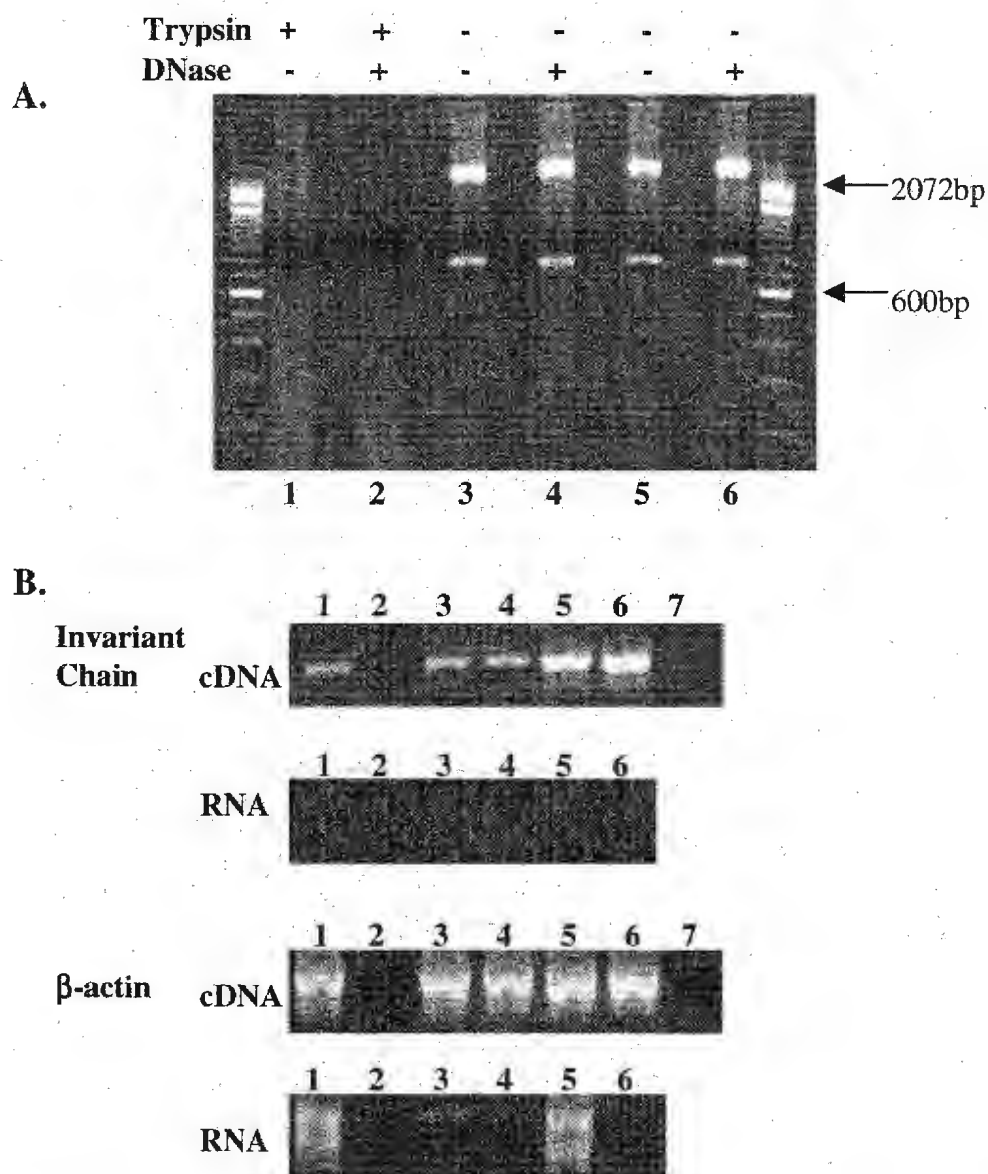 Trypsin + + - - - -
DNase - + - + - +
A.
2072bp
600bp
1 2 3 4 5 6
B.
1 2 3 4 5 6 7
Invariant
Chain cDNA
1 2 3 4 5 6
RNA
1 2 3 4 5 6 7
β-actin cDNA
1 2 3 4 5 6
RNA